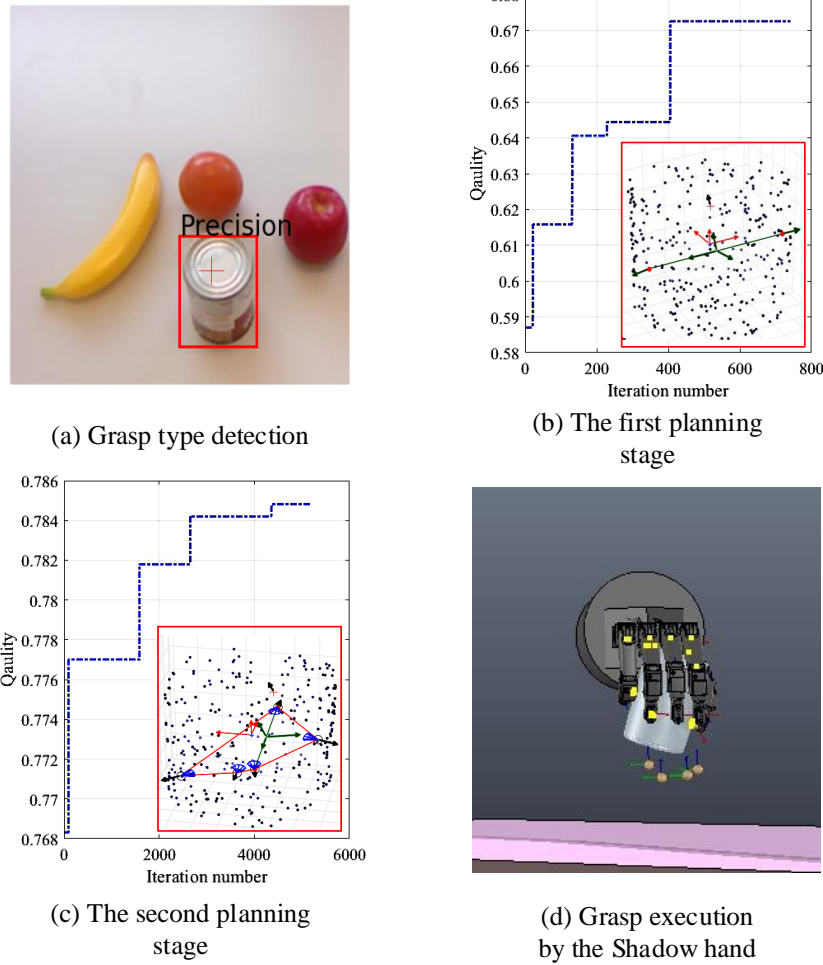 Precision
0.67
0.66
0.65
0.64
0.63
0.62
0.61
0.6
0.59
0.58
Qaulity
0 200 400 600 800
Iteration number
(a) Grasp type detection
(b) The first planning
stage
0.786
0.784
0.782
0.78
0.778
0.776
0.774
0.772
0.77
0.768
Qaulity
0 2000 4000 6000
Iteration number
(c) The second planning
stage
(d) Grasp execution
by the Shadow hand